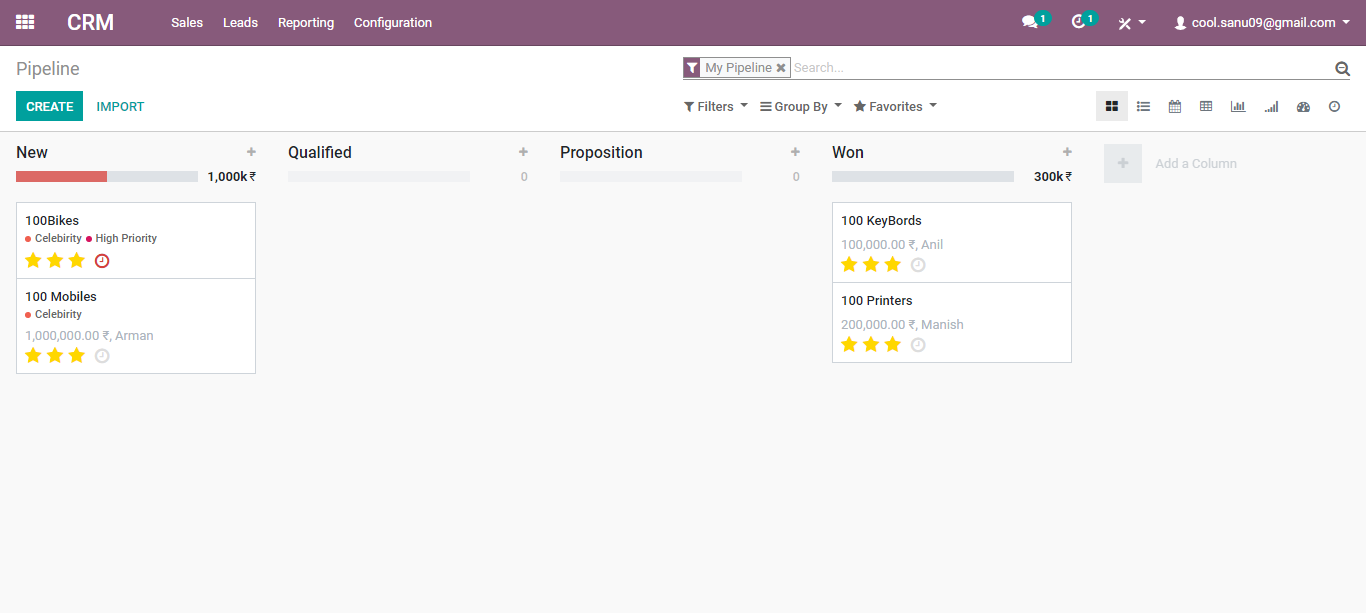 CRM Sales Leads Reporting Configuration 1 1 cool.sanu09@gmail.com
Pipeline My Pipeline Search...
CREATE IMPORT Filters Group By Favorites
New
1,000k ₹
100Bikes
Celebirity High Priority
100 Mobiles
Celebirity
1,000,000.00 ₹, Arman
Qualified
0
Proposition
0
Won
300k ₹
100 KeyBords
100,000.00 ₹, Anil
100 Printers
200,000.00 ₹, Manish
Add a Column